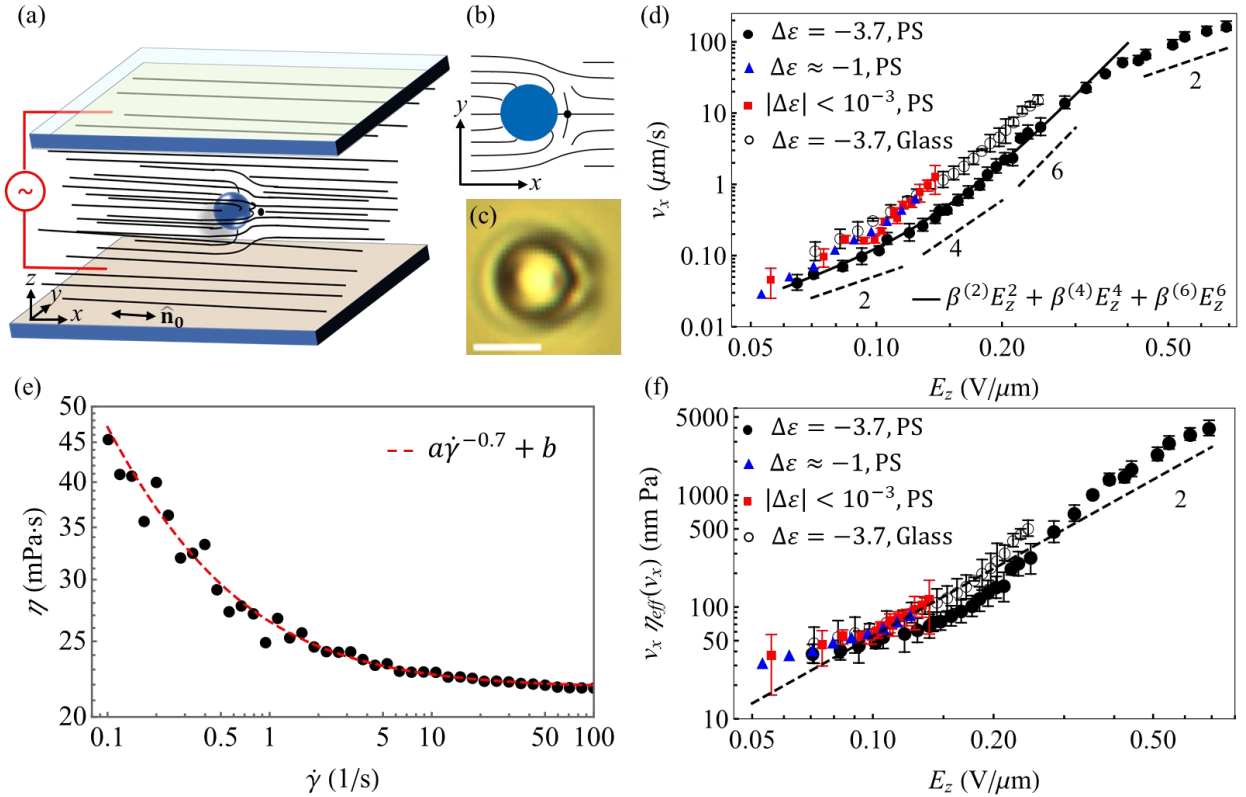 (a)
~
z
y
x
n̂₀
(b)
y
x
(c)
(d)
Δε = −3.7, PS
Δε ≈ −1, PS
|Δε| < 10⁻³, PS
Δε = −3.7, Glass
2
4
6
2
β⁽²⁾E_z² + β⁽⁴⁾E_z⁴ + β⁽⁶⁾E_z⁶
v_x (μm/s)
100
10
1
0.10
0.01
0.05 0.10 0.20 0.50
E_z (V/μm)
(e)
aγ̇⁻⁰·⁷ + b
η (mPa·s)
50
45
40
35
30
25
20
0.1 0.5 1 5 10 50 100
γ̇ (1/s)
(f)
Δε = −3.7, PS
Δε ≈ −1, PS
|Δε| < 10⁻³, PS
Δε = −3.7, Glass
2
v_x η_eff(v_x) (nm Pa)
5000
1000
500
100
50
10
0.05 0.10 0.20 0.50
E_z (V/μm)